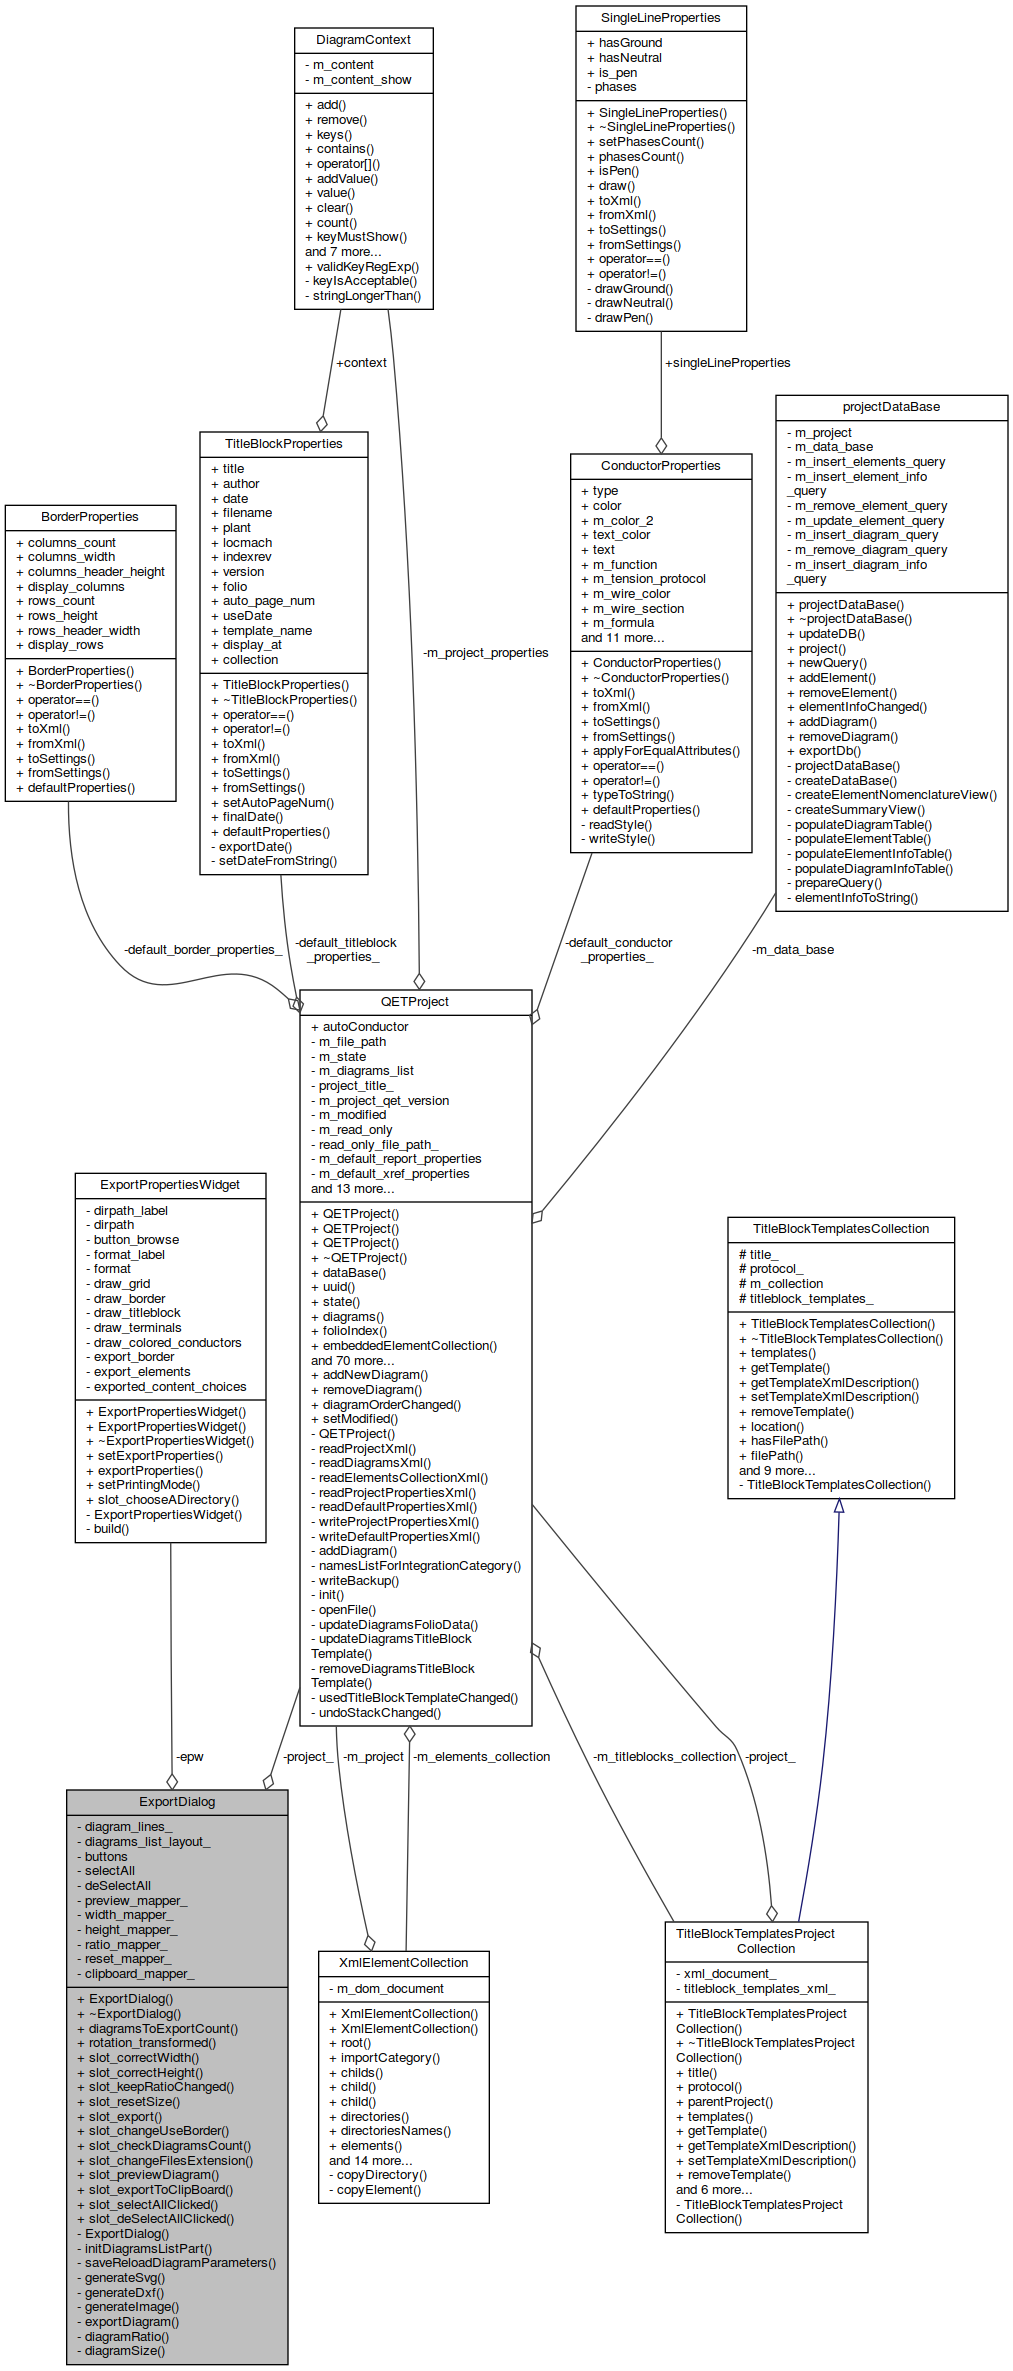 DiagramContext
- m_content
- m_content_show
+ add()
+ remove()
+ keys()
+ contains()
+ operator[]()
+ addValue()
+ value()
+ clear()
+ count()
+ keyMustShow()
and 7 more...
+ validKeyRegExp()
- keyIsAcceptable()
- stringLongerThan()
SingleLineProperties
+ hasGround
+ hasNeutral
+ is_pen
- phases
+ SingleLineProperties()
+ ~SingleLineProperties()
+ setPhasesCount()
+ phasesCount()
+ isPen()
+ draw()
+ toXml()
+ fromXml()
+ toSettings()
+ fromSettings()
+ operator==()
+ operator!=()
- drawGround()
- drawNeutral()
- drawPen()
+context
+singleLineProperties
BorderProperties
+ columns_count
+ columns_width
+ columns_header_height
+ display_columns
+ rows_count
+ rows_height
+ rows_header_width
+ display_rows
+ BorderProperties()
+ ~BorderProperties()
+ operator==()
+ operator!=()
+ toXml()
+ fromXml()
+ toSettings()
+ fromSettings()
+ defaultProperties()
TitleBlockProperties
+ title
+ author
+ date
+ filename
+ plant
+ locmach
+ indexrev
+ version
+ folio
+ auto_page_num
+ useDate
+ template_name
+ display_at
+ collection
+ TitleBlockProperties()
+ ~TitleBlockProperties()
+ operator==()
+ operator!=()
+ toXml()
+ fromXml()
+ toSettings()
+ fromSettings()
+ setAutoPageNum()
+ finalDate()
+ defaultProperties()
- exportDate()
- setDateFromString()
-m_project_properties
ConductorProperties
+ type
+ color
+ m_color_2
+ text_color
+ text
+ m_function
+ m_tension_protocol
+ m_wire_color
+ m_wire_section
+ m_formula
and 11 more...
+ ConductorProperties()
+ ~ConductorProperties()
+ toXml()
+ fromXml()
+ toSettings()
+ fromSettings()
+ applyForEqualAttributes()
+ operator==()
+ operator!=()
+ typeToString()
+ defaultProperties()
- readStyle()
- writeStyle()
projectDataBase
- m_project
- m_data_base
- m_insert_elements_query
- m_insert_element_info
_query
- m_remove_element_query
- m_update_element_query
- m_insert_diagram_query
- m_remove_diagram_query
- m_insert_diagram_info
_query
+ projectDataBase()
+ ~projectDataBase()
+ updateDB()
+ project()
+ newQuery()
+ addElement()
+ removeElement()
+ elementInfoChanged()
+ addDiagram()
+ removeDiagram()
+ exportDb()
- projectDataBase()
- createDataBase()
- createElementNomenclatureView()
- createSummaryView()
- populateDiagramTable()
- populateElementTable()
- populateElementInfoTable()
- populateDiagramInfoTable()
- prepareQuery()
- elementInfoToString()
-default_border_properties_
-default_titleblock
_properties_
-default_conductor
_properties_
-m_data_base
QETProject
+ autoConductor
- m_file_path
- m_state
- m_diagrams_list
- project_title_
- m_project_qet_version
- m_modified
- m_read_only
- read_only_file_path_
- m_default_report_properties
- m_default_xref_properties
and 13 more...
+ QETProject()
+ QETProject()
+ QETProject()
+ ~QETProject()
+ dataBase()
+ uuid()
+ state()
+ diagrams()
+ folioIndex()
+ embeddedElementCollection()
and 70 more...
+ addNewDiagram()
+ removeDiagram()
+ diagramOrderChanged()
+ setModified()
- QETProject()
- readProjectXml()
- readDiagramsXml()
- readElementsCollectionXml()
- readProjectPropertiesXml()
- readDefaultPropertiesXml()
- writeProjectPropertiesXml()
- writeDefaultPropertiesXml()
- addDiagram()
- namesListForIntegrationCategory()
- writeBackup()
- init()
- openFile()
- updateDiagramsFolioData()
- updateDiagramsTitleBlock
Template()
- removeDiagramsTitleBlock
Template()
- usedTitleBlockTemplateChanged()
- undoStackChanged()
ExportPropertiesWidget
- dirpath_label
- dirpath
- button_browse
- format_label
- format
- draw_grid
- draw_border
- draw_titleblock
- draw_terminals
- draw_colored_conductors
- export_border
- export_elements
- exported_content_choices
+ ExportPropertiesWidget()
+ ExportPropertiesWidget()
+ ~ExportPropertiesWidget()
+ setExportProperties()
+ exportProperties()
+ setPrintingMode()
+ slot_chooseADirectory()
- ExportPropertiesWidget()
- build()
TitleBlockTemplatesCollection
# title_
# protocol_
# m_collection
# titleblock_templates_
+ TitleBlockTemplatesCollection()
+ ~TitleBlockTemplatesCollection()
+ templates()
+ getTemplate()
+ getTemplateXmlDescription()
+ setTemplateXmlDescription()
+ removeTemplate()
+ location()
+ hasFilePath()
+ filePath()
and 9 more...
- TitleBlockTemplatesCollection()
-epw
-project_
-m_project
-m_elements_collection
-m_titleblocks_collection
-project_
ExportDialog
- diagram_lines_
- diagrams_list_layout_
- buttons
- selectAll
- deSelectAll
- preview_mapper_
- width_mapper_
- height_mapper_
- ratio_mapper_
- reset_mapper_
- clipboard_mapper_
+ ExportDialog()
+ ~ExportDialog()
+ diagramsToExportCount()
+ rotation_transformed()
+ slot_correctWidth()
+ slot_correctHeight()
+ slot_keepRatioChanged()
+ slot_resetSize()
+ slot_export()
+ slot_changeUseBorder()
+ slot_checkDiagramsCount()
+ slot_changeFilesExtension()
+ slot_previewDiagram()
+ slot_exportToClipBoard()
+ slot_selectAllClicked()
+ slot_deSelectAllClicked()
- ExportDialog()
- initDiagramsListPart()
- saveReloadDiagramParameters()
- generateSvg()
- generateDxf()
- generateImage()
- exportDiagram()
- diagramRatio()
- diagramSize()
XmlElementCollection
- m_dom_document
+ XmlElementCollection()
+ XmlElementCollection()
+ root()
+ importCategory()
+ childs()
+ child()
+ child()
+ directories()
+ directoriesNames()
+ elements()
and 14 more...
- copyDirectory()
- copyElement()
TitleBlockTemplatesProject
Collection
- xml_document_
- titleblock_templates_xml_
+ TitleBlockTemplatesProject
Collection()
+ ~TitleBlockTemplatesProject
Collection()
+ title()
+ protocol()
+ parentProject()
+ templates()
+ getTemplate()
+ getTemplateXmlDescription()
+ setTemplateXmlDescription()
+ removeTemplate()
and 6 more...
- TitleBlockTemplatesProject
Collection()